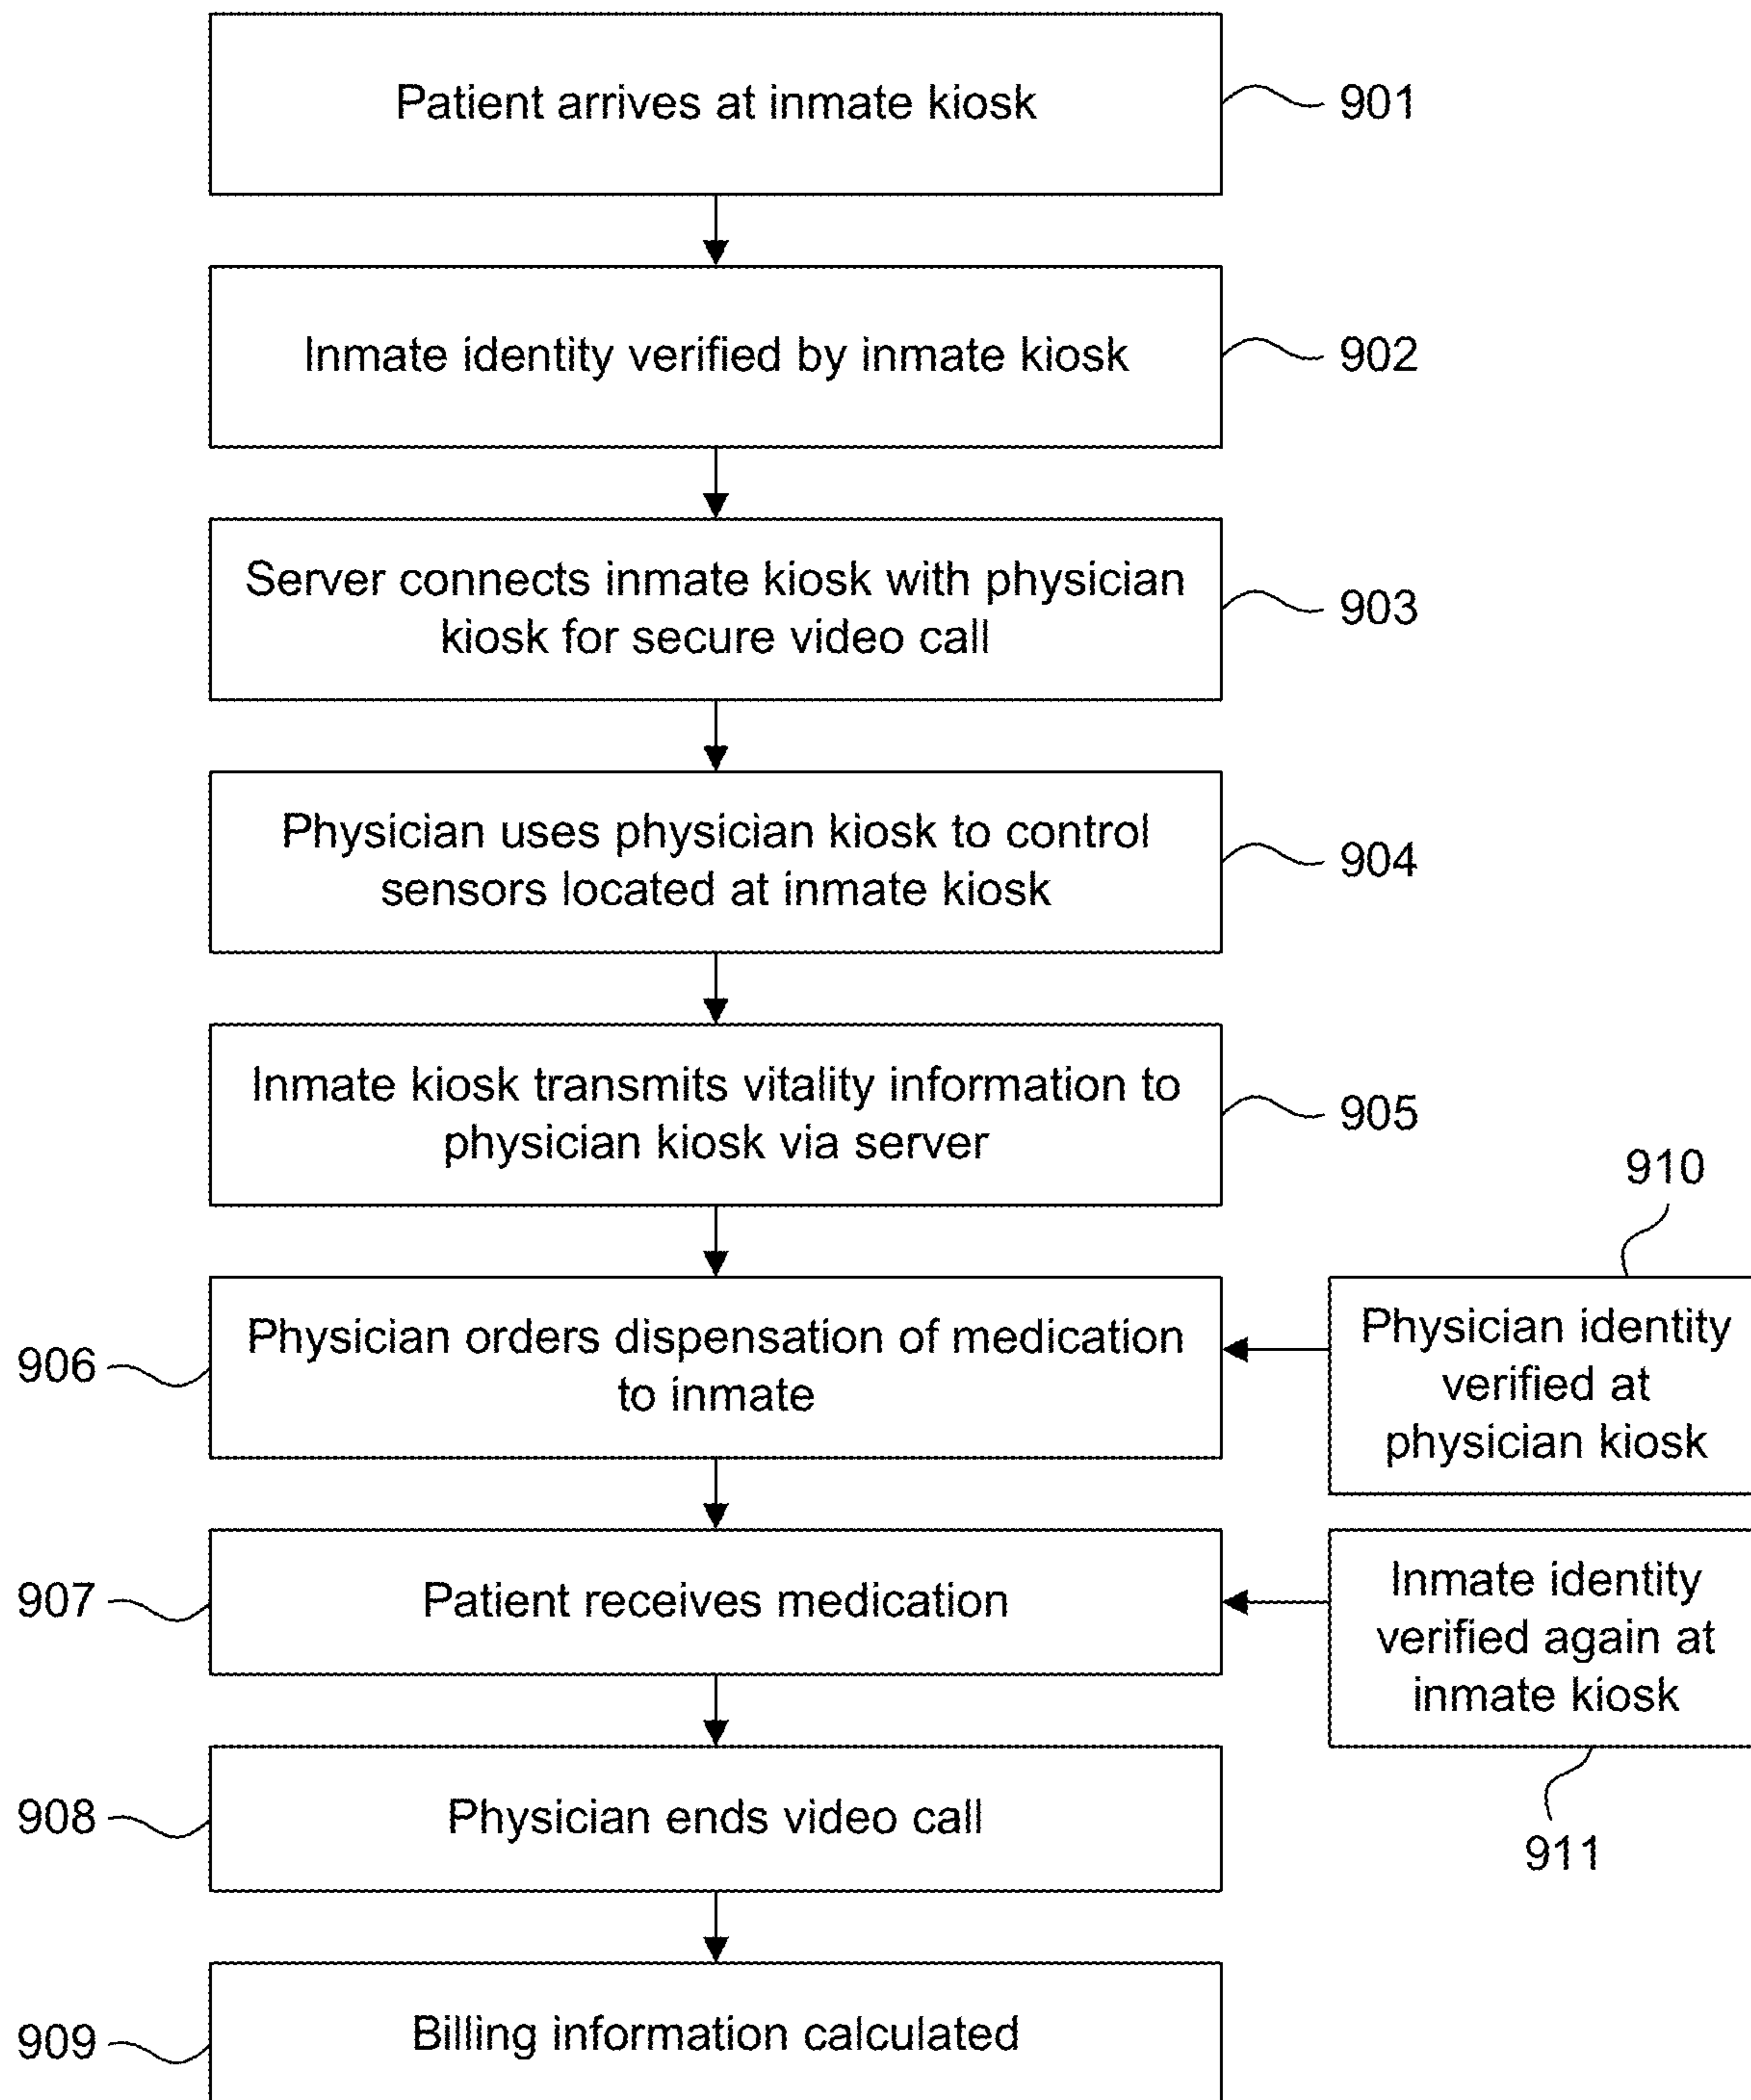 Patient arrives at inmate kiosk
901
Inmate identity verified by inmate kiosk
902
Server connects inmate kiosk with physician
kiosk for secure video call
903
Physician uses physician kiosk to control
sensors located at inmate kiosk
904
Inmate kiosk transmits vitality information to
physician kiosk via server
905
910
906
Physician orders dispensation of medication
to inmate
Physician identity
verified at
physician kiosk
907
Patient receives medication
Inmate identity
verified again at
inmate kiosk
911
908
Physician ends video call
909
Billing information calculated